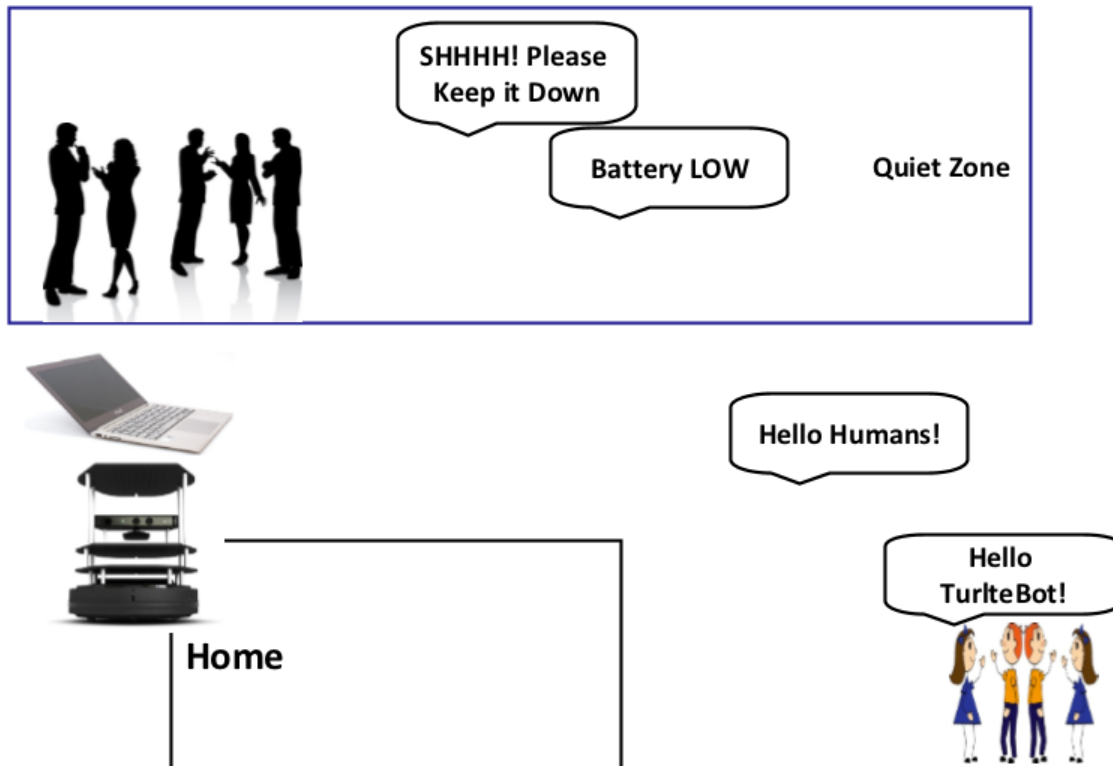 SHHHH! Please
Keep it Down
Battery LOW
Quiet Zone
Hello Humans!
Hello
TurlteBot!
Home